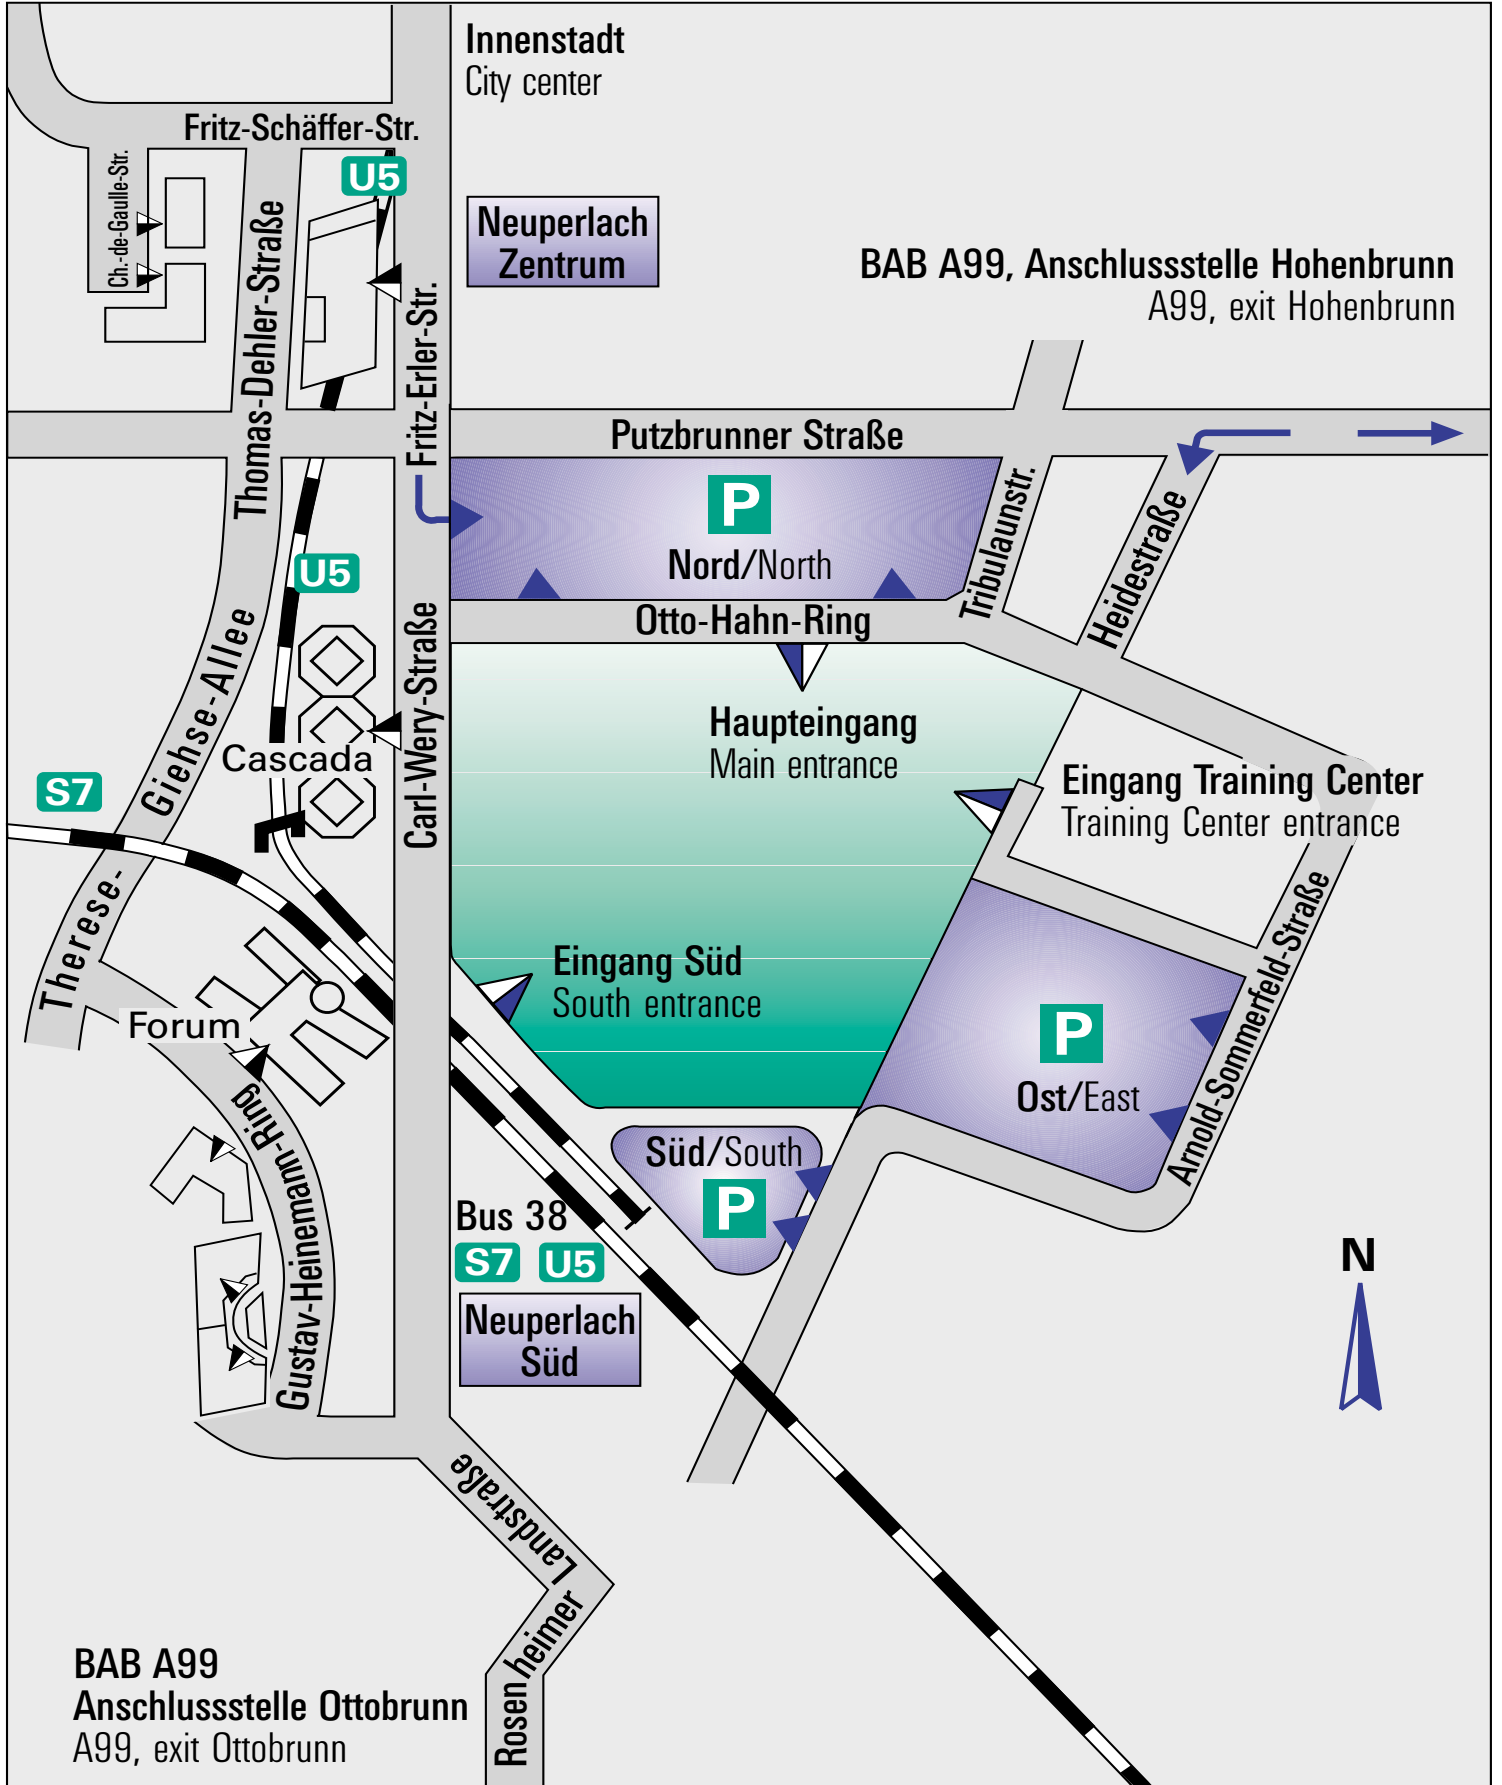 Innenstadt
City center
Fritz-Schäffer-Str.
Ch.-de-Gaulle-Str.
U5
Thomas-Dehler-Straße
Neuperlach
Zentrum
BAB A99, Anschlussstelle Hohenbrunn
A99, exit Hohenbrunn
Fritz-Erler-Str.
Putzbrunner Straße
P
Nord/North
Tribulaunstr.
Heidestraße
U5
Otto-Hahn-Ring
Carl-Wery-Straße
Haupteingang
Main entrance
Cascada
S7
Therese-Giehse-Allee
Eingang Training Center
Training Center entrance
Eingang Süd
South entrance
Forum
P
Ost/East
Arnold-Sommerfeld-Straße
Gustav-Heinemann-Ring
Süd/South
P
Bus 38
S7 U5
Neuperlach
Süd
N
Rosenheimer Landstraße
BAB A99
Anschlussstelle Ottobrunn
A99, exit Ottobrunn